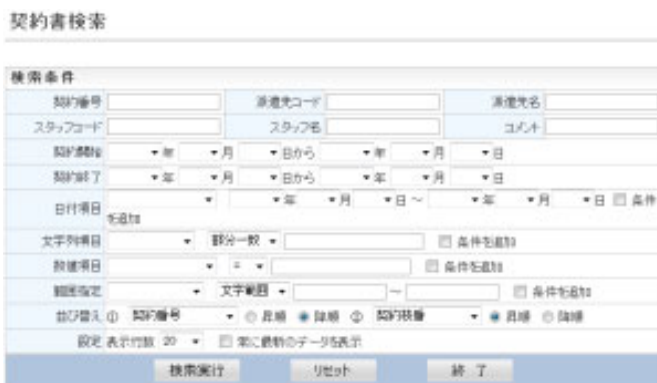 契約書検索
検索条件
契約番号 派遣先コード 派遣先名
スタッフコード スタッフ名 コメント
契約開始 年 月 日から 年 月 日
契約終了 年 月 日から 年 月 日
日付項目 年 月 日 ～ 年 月 日 条件
を追加
文字列項目 部分一致 条件を追加
数値項目 = 条件を追加
範囲指定 文字範囲 ～ 条件を追加
並び替え ① 契約番号 昇順 降順 ② 契約枝番 昇順 降順
設定 表示行数 20 常に最新のデータを表示
検索実行 リセット 終 了